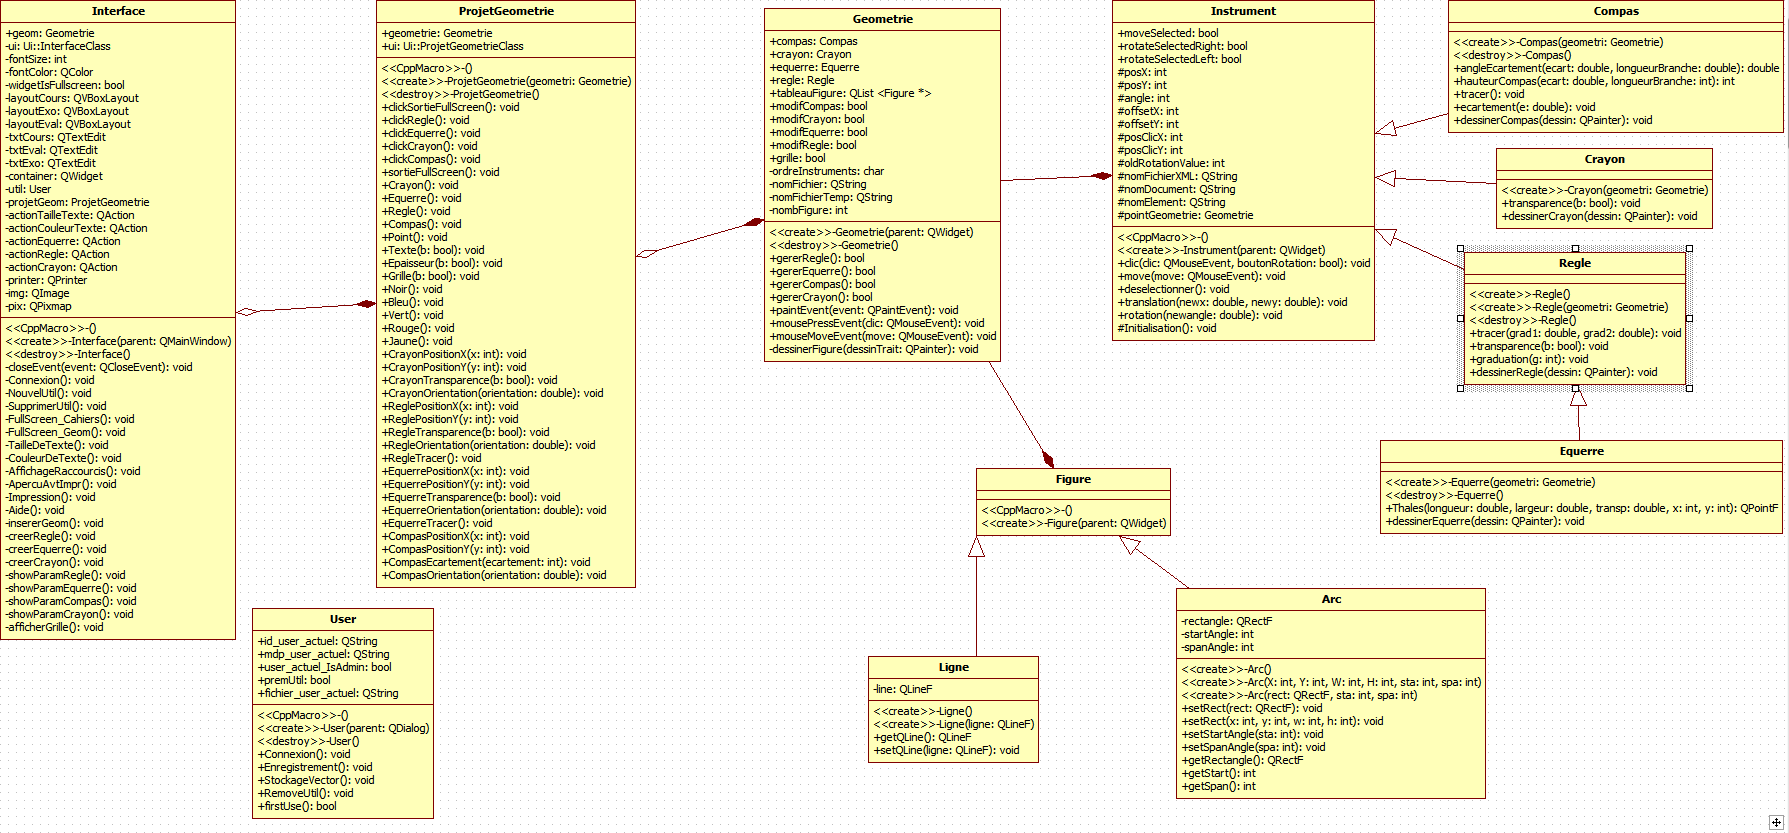 Interface
+geom: Geometrie
-ui: Ui::InterfaceClass
-fontSize: int
-fontColor: QColor
-widgetIsFullscreen: bool
-layoutCours: QVBoxLayout
-layoutExo: QVBoxLayout
-layoutEval: QVBoxLayout
-txtCours: QTextEdit
-txtEval: QTextEdit
-txtExo: QTextEdit
-container: QWidget
-util: User
-projetGeom: ProjetGeometrie
-actionTailleTexte: QAction
-actionCouleurTexte: QAction
-actionEquerre: QAction
-actionRegle: QAction
-actionCrayon: QAction
-printer: QPrinter
-img: QImage
-pix: QPixmap
<<CppMacro>>-()
<<create>>-Interface(parent: QMainWindow)
<<destroy>>-Interface()
-closeEvent(event: QCloseEvent): void
-Connexion(): void
-NouvelUtil(): void
-SupprimerUtil(): void
-FullScreen_Cahiers(): void
-FullScreen_Geom(): void
-TailleDeTexte(): void
-CouleurDeTexte(): void
-AffichageRaccourcis(): void
-ApercuAvtImpr(): void
-Impression(): void
-Aide(): void
-insererGeom(): void
-creerRegle(): void
-creerEquerre(): void
-creerCrayon(): void
-showParamRegle(): void
-showParamEquerre(): void
-showParamCompas(): void
-showParamCrayon(): void
-afficherGrille(): void
ProjetGeometrie
+geometrie: Geometrie
+ui: Ui::ProjetGeometrieClass
<<CppMacro>>-()
<<create>>-ProjetGeometrie(geometri: Geometrie)
<<destroy>>-ProjetGeometrie()
+clickSortieFullScreen(): void
+clickRegle(): void
+clickEquerre(): void
+clickCrayon(): void
+clickCompas(): void
+sortieFullScreen(): void
+Crayon(): void
+Equerre(): void
+Regle(): void
+Compas(): void
+Point(): void
+Texte(b: bool): void
+Epaisseur(b: bool): void
+Grille(b: bool): void
+Noir(): void
+Bleu(): void
+Vert(): void
+Rouge(): void
+Jaune(): void
+CrayonPositionX(x: int): void
+CrayonPositionY(y: int): void
+CrayonTransparence(b: bool): void
+CrayonOrientation(orientation: double): void
+ReglePositionX(x: int): void
+ReglePositionY(y: int): void
+RegleTransparence(b: bool): void
+RegleOrientation(orientation: double): void
+RegleTracer(): void
+EquerrePositionX(x: int): void
+EquerrePositionY(y: int): void
+EquerreTransparence(b: bool): void
+EquerreOrientation(orientation: double): void
+EquerreTracer(): void
+CompasPositionX(x: int): void
+CompasPositionY(y: int): void
+CompasEcartement(ecartement: int): void
+CompasOrientation(orientation: double): void
User
+id_user_actuel: QString
+mdp_user_actuel: QString
+user_actuel_IsAdmin: bool
+premUtil: bool
+fichier_user_actuel: QString
<<CppMacro>>-()
<<create>>-User(parent: QDialog)
<<destroy>>-User()
+Connexion(): void
+Enregistrement(): void
+StockageVector(): void
+RemoveUtil(): void
+firstUse(): bool
Geometrie
+compas: Compas
+crayon: Crayon
+equerre: Equerre
+regle: Regle
+tableauFigure: QList <Figure *>
+modifCompas: bool
+modifCrayon: bool
+modifEquerre: bool
+modifRegle: bool
+grille: bool
-ordreInstruments: char
-nomFichier: QString
-nomFichierTemp: QString
-nombFigure: int
<<create>>-Geometrie(parent: QWidget)
<<destroy>>-Geometrie()
+gererRegle(): bool
+gererEquerre(): bool
+gererCompas(): bool
+gererCrayon(): bool
+paintEvent(event: QPaintEvent): void
+mousePressEvent(clic: QMouseEvent): void
+mouseMoveEvent(move: QMouseEvent): void
-dessinerFigure(dessinTrait: QPainter): void
Instrument
+moveSelected: bool
+rotateSelectedRight: bool
+rotateSelectedLeft: bool
#posX: int
#posY: int
#angle: int
#offsetX: int
#offsetY: int
#posClicX: int
#posClicY: int
#oldRotationValue: int
#nomFichierXML: QString
#nomDocument: QString
#nomElement: QString
#pointGeometrie: Geometrie
<<CppMacro>>-()
<<create>>-Instrument(parent: QWidget)
+clic(clic: QMouseEvent, boutonRotation: bool): void
+move(move: QMouseEvent): void
+deselectionner(): void
+translation(newx: double, newy: double): void
+rotation(newangle: double): void
#Initialisation(): void
Compas
<<create>>-Compas(geometri: Geometrie)
<<destroy>>-Compas()
+angleEcartement(ecart: double, longueurBranche: double): double
+hauteurCompas(ecart: double, longueurBranche: int): int
+tracer(): void
+ecartement(e: double): void
+dessinerCompas(dessin: QPainter): void
Crayon
<<create>>-Crayon(geometri: Geometrie)
+transparence(b: bool): void
+dessinerCrayon(dessin: QPainter): void
Regle
<<create>>-Regle()
<<create>>-Regle(geometri: Geometrie)
<<destroy>>-Regle()
+tracer(grad1: double, grad2: double): void
+transparence(b: bool): void
+graduation(g: int): void
+dessinerRegle(dessin: QPainter): void
Equerre
<<create>>-Equerre(geometri: Geometrie)
<<destroy>>-Equerre()
+Thales(longueur: double, largeur: double, transp: double, x: int, y: int): QPointF
+dessinerEquerre(dessin: QPainter): void
Figure
<<CppMacro>>-()
<<create>>-Figure(parent: QWidget)
Ligne
-line: QLineF
<<create>>-Ligne()
<<create>>-Ligne(ligne: QLineF)
+getQLine(): QLineF
+setQLine(ligne: QLineF): void
Arc
-rectangle: QRectF
-startAngle: int
-spanAngle: int
<<create>>-Arc()
<<create>>-Arc(X: int, Y: int, W: int, H: int, sta: int, spa: int)
<<create>>-Arc(rect: QRectF, sta: int, spa: int)
+setRect(rect: QRectF): void
+setRect(x: int, y: int, w: int, h: int): void
+setStartAngle(sta: int): void
+setSpanAngle(spa: int): void
+getRectangle(): QRectF
+getStart(): int
+getSpan(): int